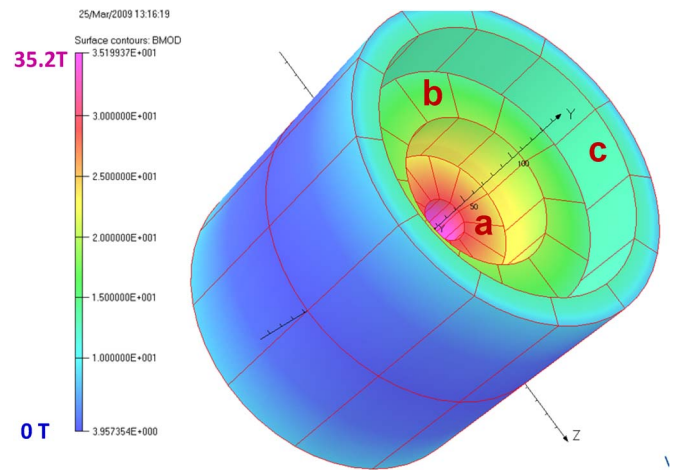 25/Mar/2009 13:16:19
Surface contours: BMOD
35.2T
3.519937E+001
3.000000E+001
2.500000E+001
2.000000E+001
1.500000E+001
1.000000E+001
3.957354E+000
0 T
b
c
a
Y
100
50
Y
Z